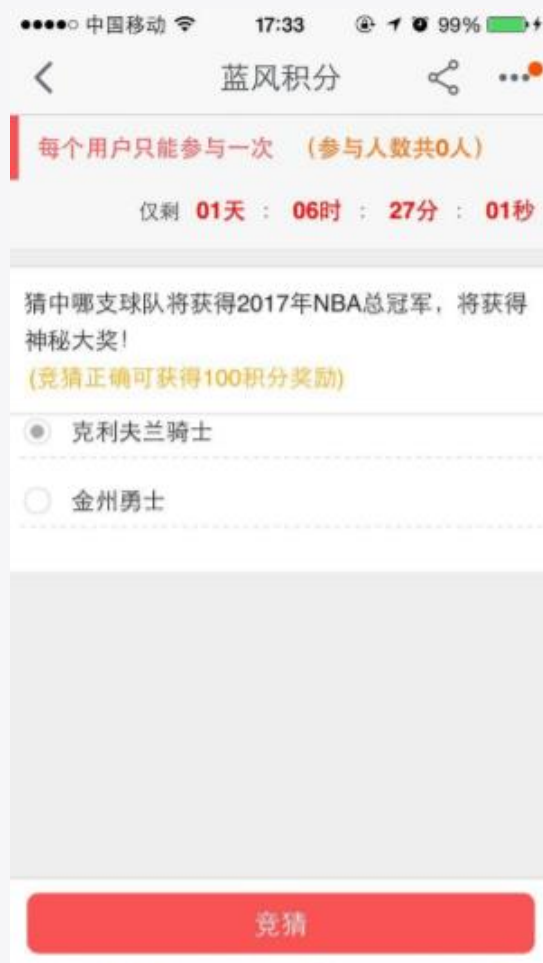 中国移动 17:33 99%
蓝风积分
每个用户只能参与一次 (参与人数共0人)
仅剩 01天 : 06时 : 27分 : 01秒
猜中哪支球队将获得2017年NBA总冠军，将获得
神秘大奖！
(竞猜正确可获得100积分奖励)
克利夫兰骑士
金州勇士
竞猜